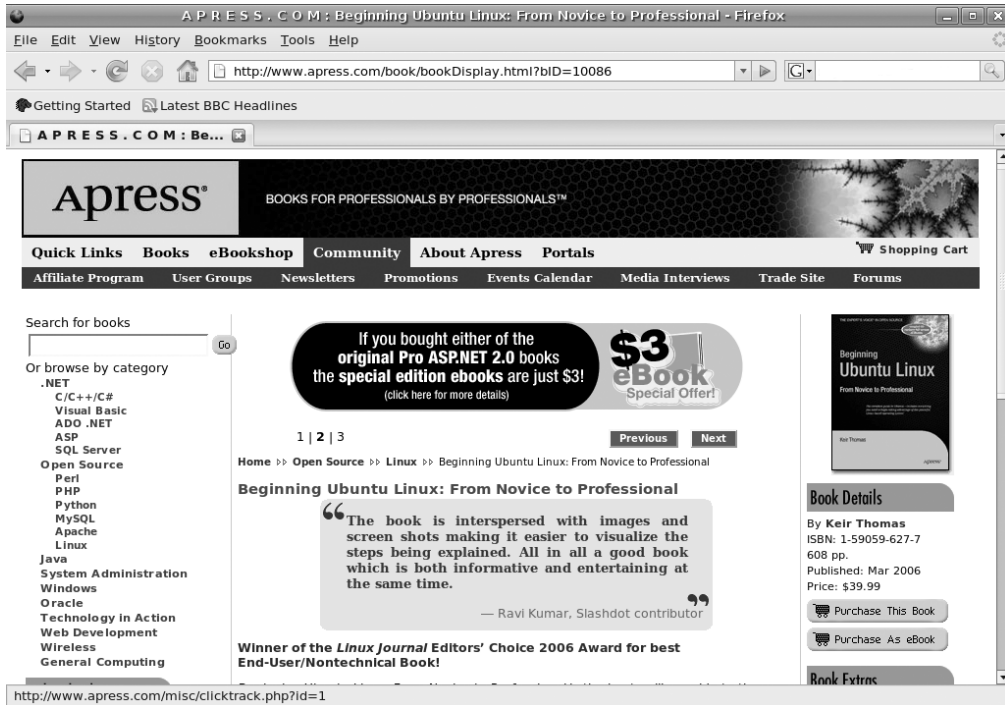 A P R E S S . C O M : Beginning Ubuntu Linux: From Novice to Professional - Firefox
File Edit View History Bookmarks Tools Help
http://www.apress.com/book/bookDisplay.html?bID=10086
G
Getting Started Latest BBC Headlines
A P R E S S . C O M : Be...
Apress®
BOOKS FOR PROFESSIONALS BY PROFESSIONALS™
Quick Links Books eBookshop Community About Apress Portals Shopping Cart
Affiliate Program User Groups Newsletters Promotions Events Calendar Media Interviews Trade Site Forums
Search for books
Go
Or browse by category
.NET
C/C++/C#
Visual Basic
ADO .NET
ASP
SQL Server
Open Source
Perl
PHP
Python
MySQL
Apache
Linux
Java
System Administration
Windows
Oracle
Technology in Action
Web Development
Wireless
General Computing
If you bought either of the
original Pro ASP.NET 2.0 books
the special edition ebooks are just $3!
(click here for more details)
$3
eBook
Special Offer!
1 | 2 | 3
Previous Next
Home ▹▹ Open Source ▹▹ Linux ▹▹ Beginning Ubuntu Linux: From Novice to Professional
Beginning Ubuntu Linux: From Novice to Professional
“The book is interspersed with images and
screen shots making it easier to visualize the
steps being explained. All in all a good book
which is both informative and entertaining at
the same time.
”
— Ravi Kumar, Slashdot contributor
Winner of the Linux Journal Editors’ Choice 2006 Award for best
End-User/Nontechnical Book!
Beginning
Ubuntu Linux
From Novice to Professional
Keir Thomas
Book Details
By Keir Thomas
ISBN: 1-59059-627-7
608 pp.
Published: Mar 2006
Price: $39.99
Purchase This Book
Purchase As eBook
Book Extras
http://www.apress.com/misc/clicktrack.php?id=1